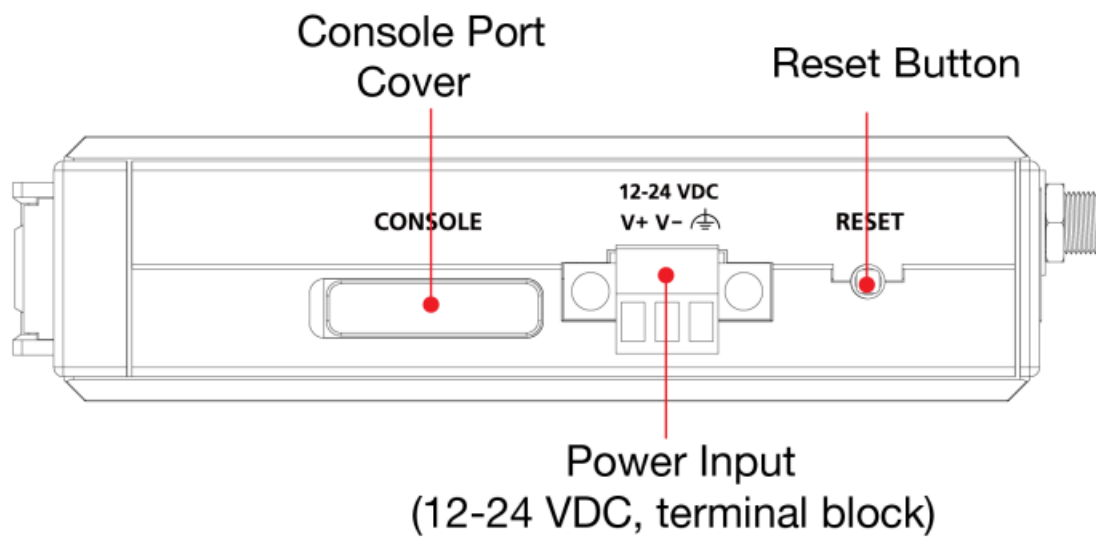 Console Port
Cover
Reset Button
12-24 VDC
V+ V-
CONSOLE
RESET
Power Input
(12-24 VDC, terminal block)